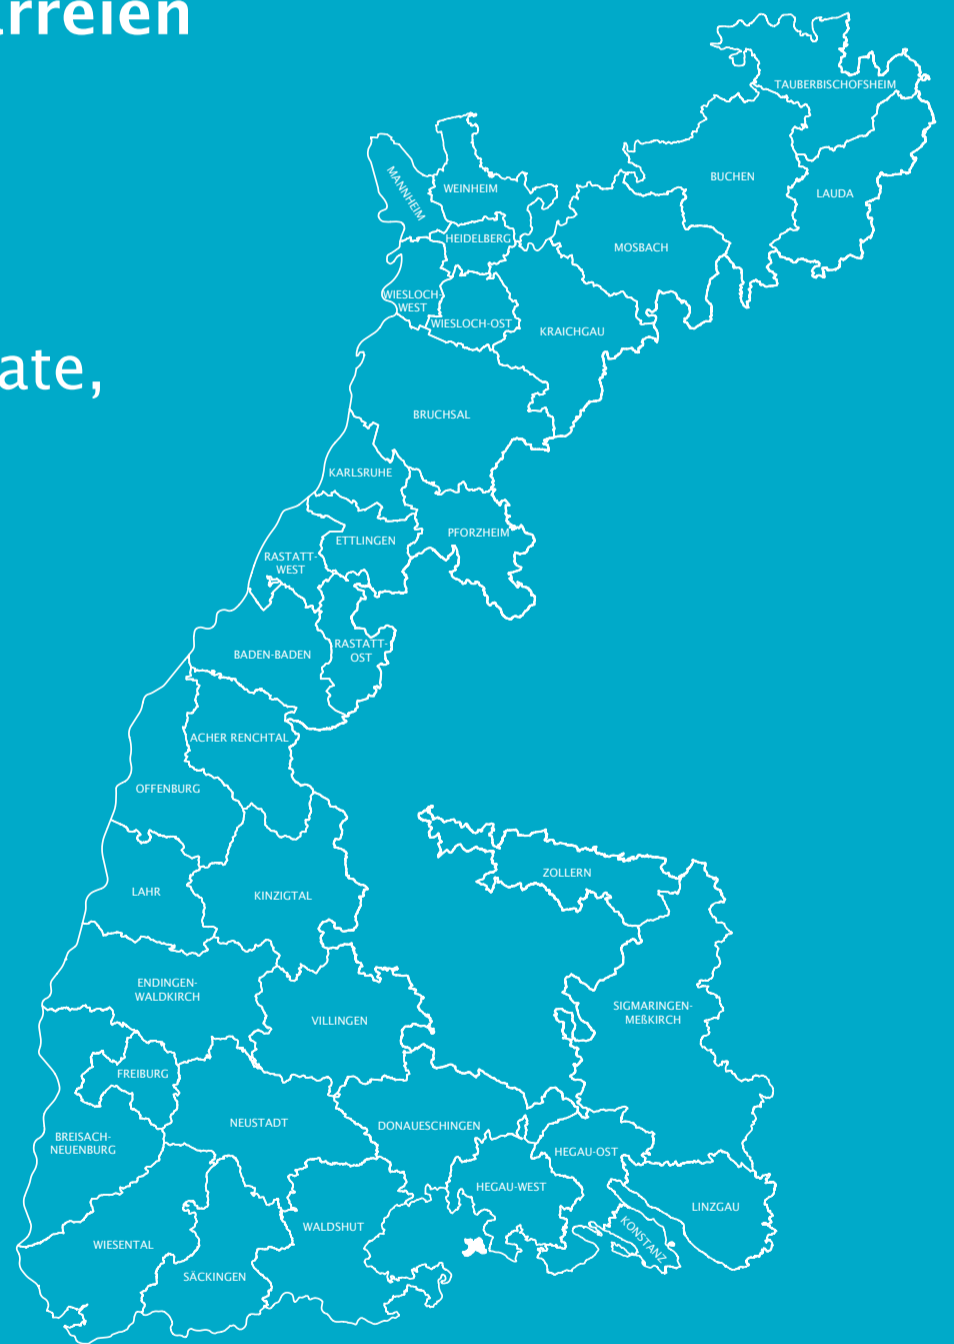 rreien
TAUBERBISCHOFSHEIM
BUCHEN
LAUDA
MANNHEIM
WEINHEIM
HEIDELBERG
MOSBACH
WIESLOCH-
WEST
WIESLOCH-OST
KRAICHGAU
ate,
BRUCHSAL
KARLSRUHE
PFORZHEIM
ETTLINGEN
RASTATT-
WEST
RASTATT-
OST
BADEN-BADEN
ACHER RENCHTAL
OFFENBURG
ZOLLERN
LAHR
KINZIGTAL
ENDINGEN-
WALDKIRCH
SIGMARINGEN-
MEßKIRCH
VILLINGEN
FREIBURG
NEUSTADT
DONAUESCHINGEN
BREISACH-
NEUENBURG
HEGAU-OST
HEGAU-WEST
LINZGAU
WALDSHUT
KONSTANZ
WIESENTAL
SÄCKINGEN